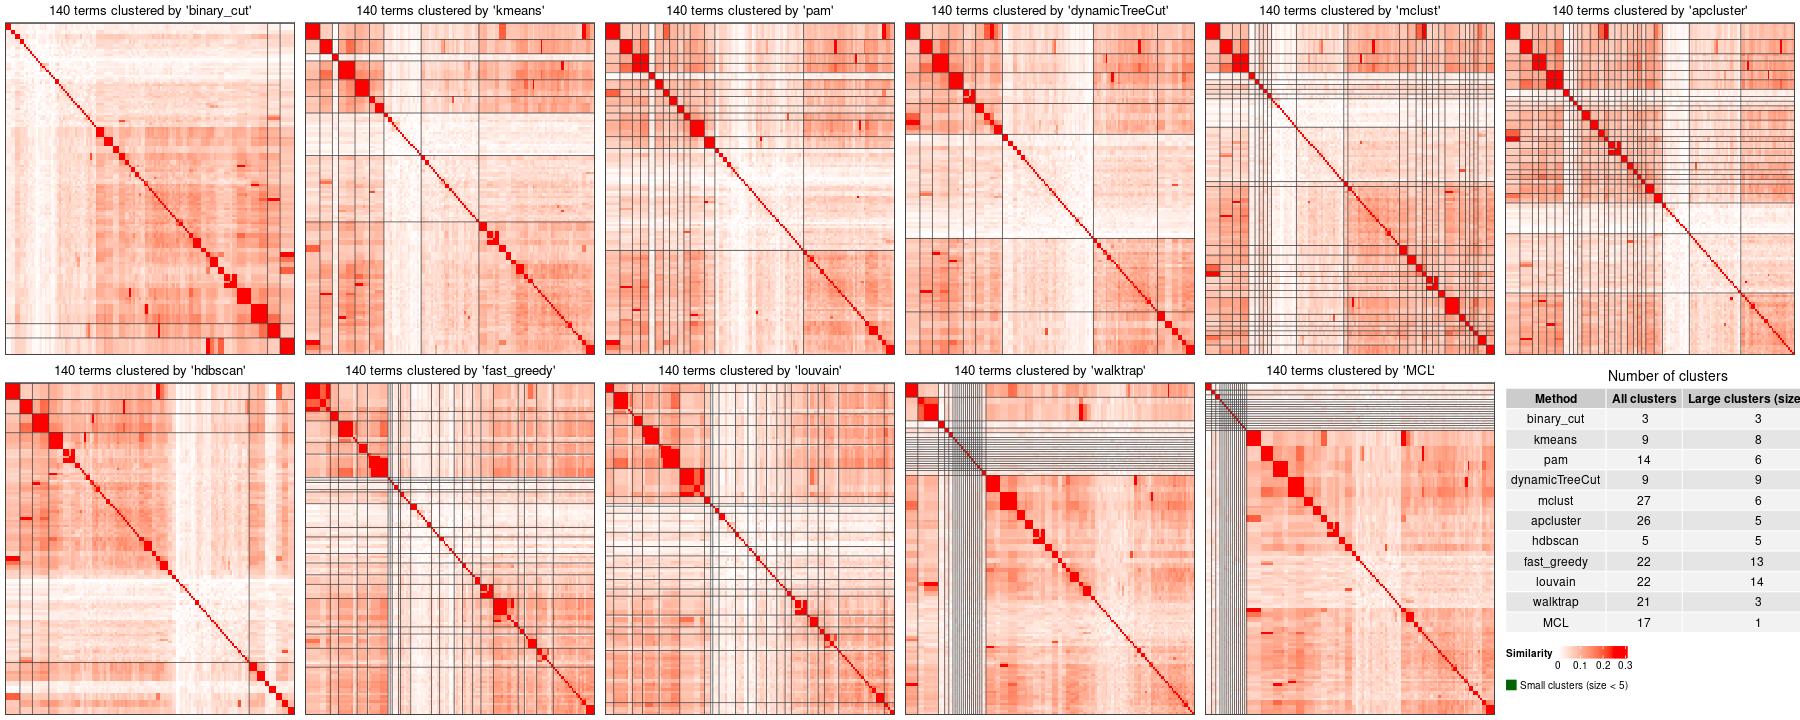 140 terms clustered by 'binary_cut'
140 terms clustered by 'kmeans'
140 terms clustered by 'pam'
140 terms clustered by 'dynamicTreeCut'
140 terms clustered by 'mclust'
140 terms clustered by 'apcluster'
140 terms clustered by 'hdbscan'
140 terms clustered by 'fast_greedy'
140 terms clustered by 'louvain'
140 terms clustered by 'walktrap'
140 terms clustered by 'MCL'
Number of clusters
Method All clusters Large clusters (size
binary_cut 3 3
kmeans 9 8
pam 14 6
dynamicTreeCut 9 9
mclust 27 6
apcluster 26 5
hdbscan 5 5
fast_greedy 22 13
louvain 22 14
walktrap 21 3
MCL 17 1
Similarity
0 0.1 0.2 0.3
Small clusters (size < 5)